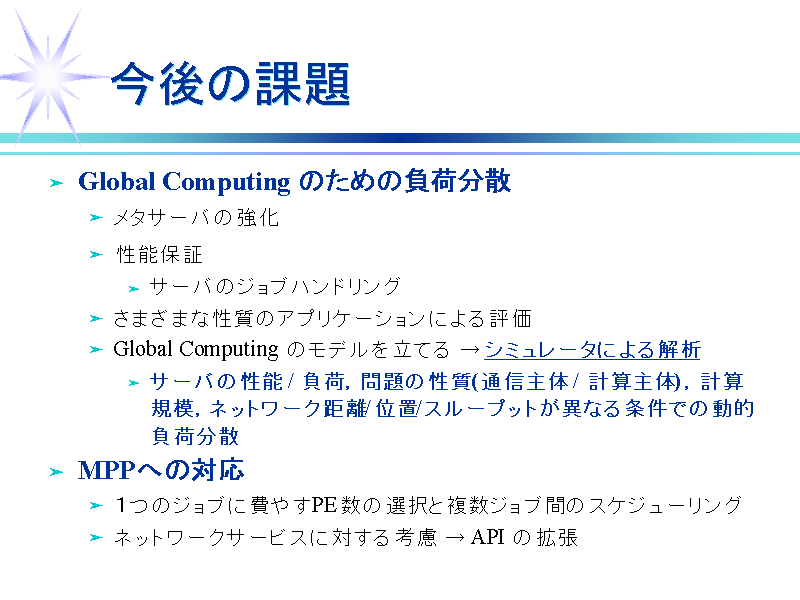 今後の課題
Global Computing のための負荷分散
メタサーバの強化
性能保証
サーバのジョブハンドリング
さまざまな性質のアプリケーションによる評価
Global Computing のモデルを立てる → シミュレータによる解析
サーバの性能 / 負荷, 問題の性質(通信主体 / 計算主体), 計算
規模, ネットワーク距離/位置/スループットが異なる条件での動的
負荷分散
MPPへの対応
1つのジョブに費やすPE数の選択と複数ジョブ間のスケジューリング
ネットワークサービスに対する考慮 → API の拡張